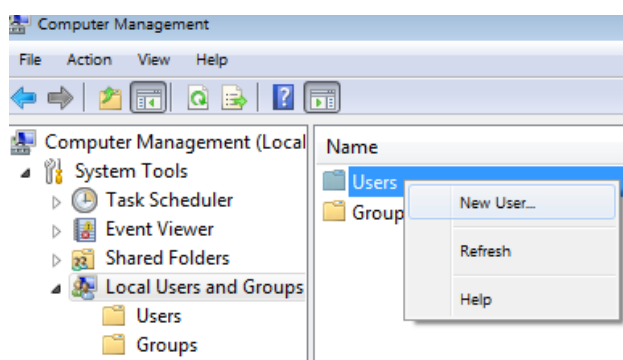 Computer Management
File Action View Help
Computer Management (Local
System Tools
Task Scheduler
Event Viewer
Shared Folders
Local Users and Groups
Users
Groups
Name
Users
Group
New User...
Refresh
Help